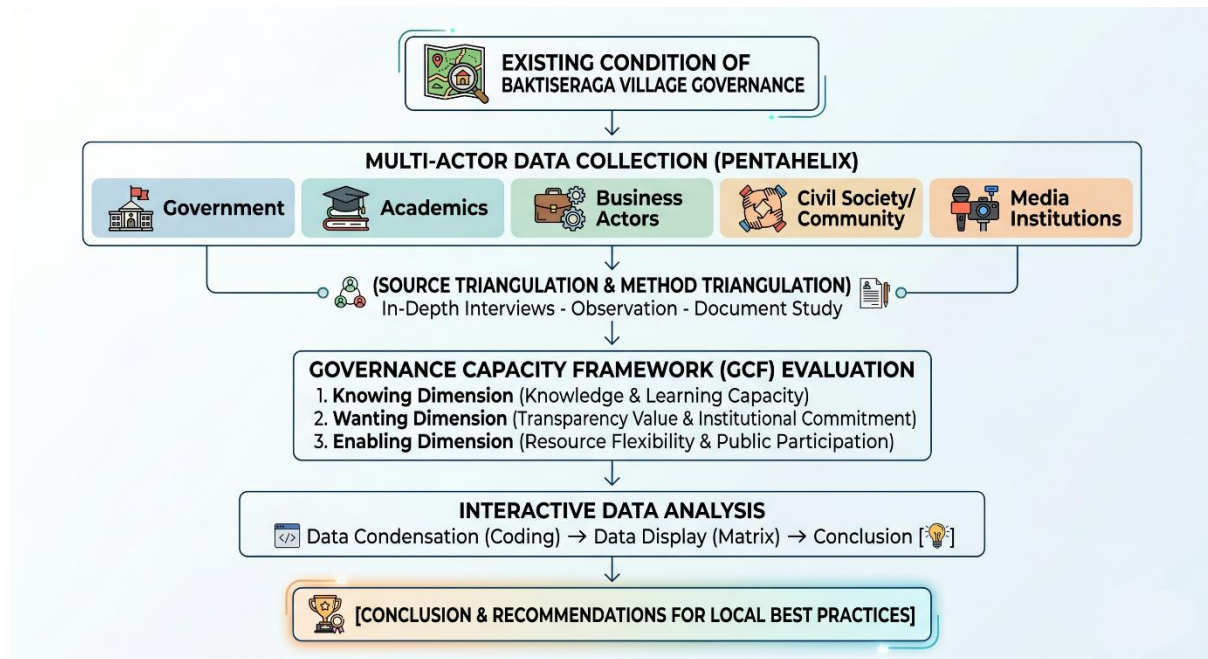 EXISTING CONDITION OF
BAKTISERAGA VILLAGE GOVERNANCE
MULTI-ACTOR DATA COLLECTION (PENTAHELIX)
Government
Academics
Business
Actors
Civil Society/
Community
Media
Institutions
(SOURCE TRIANGULATION & METHOD TRIANGULATION)
In-Depth Interviews - Observation - Document Study
GOVERNANCE CAPACITY FRAMEWORK (GCF) EVALUATION
1. Knowing Dimension (Knowledge & Learning Capacity)
2. Wanting Dimension (Transparency Value & Institutional Commitment)
3. Enabling Dimension (Resource Flexibility & Public Participation)
INTERACTIVE DATA ANALYSIS
</> Data Condensation (Coding) → Data Display (Matrix) → Conclusion []
[CONCLUSION & RECOMMENDATIONS FOR LOCAL BEST PRACTICES]